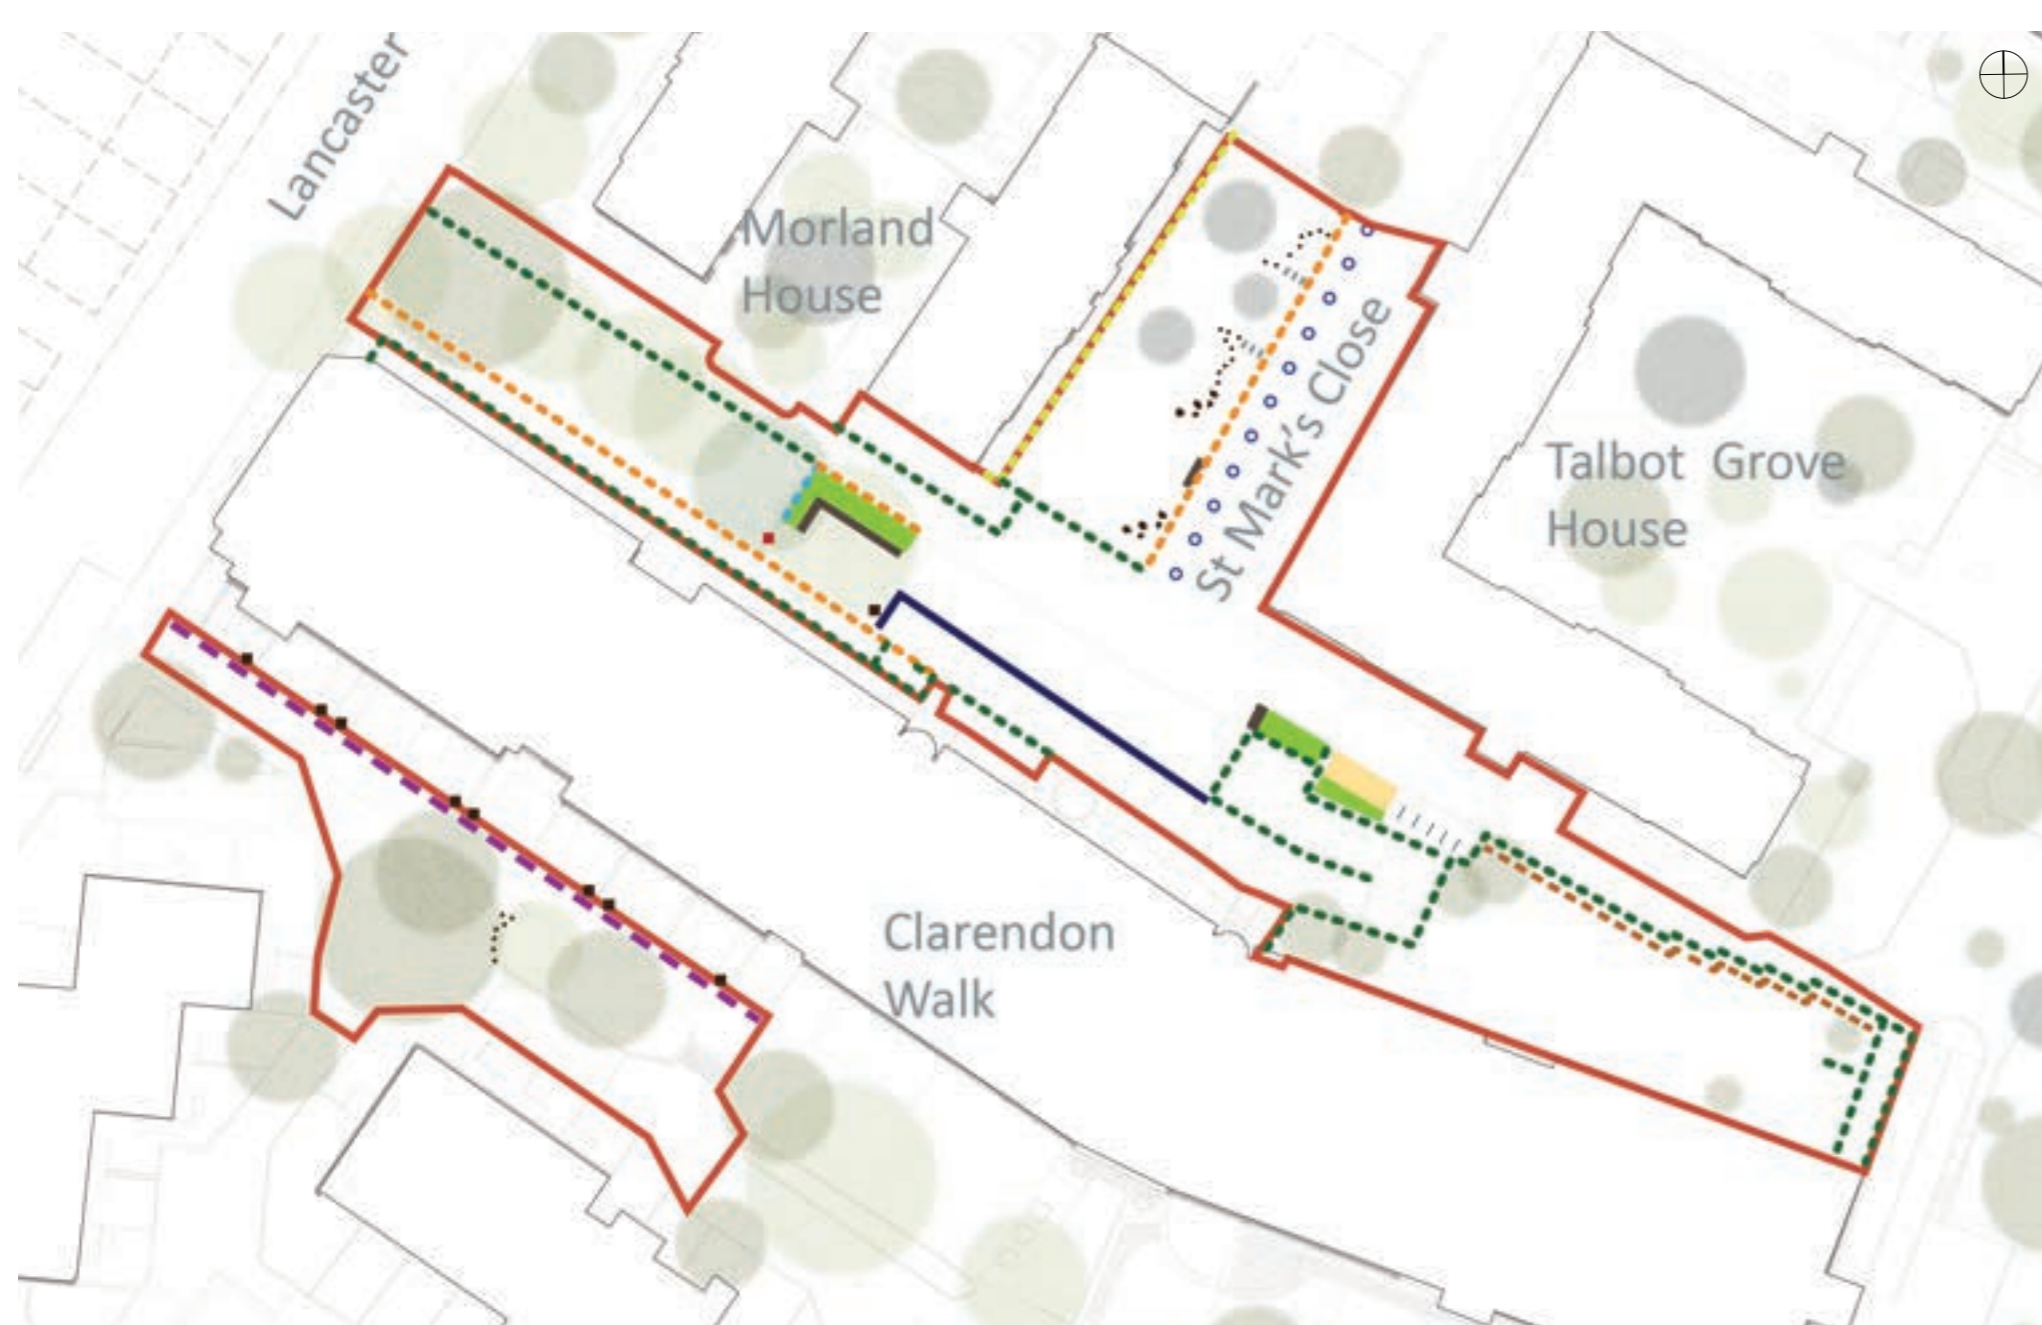 Lancaster
Morland
House
St Mark's Close
Talbot Grove
House
Clarendon
Walk